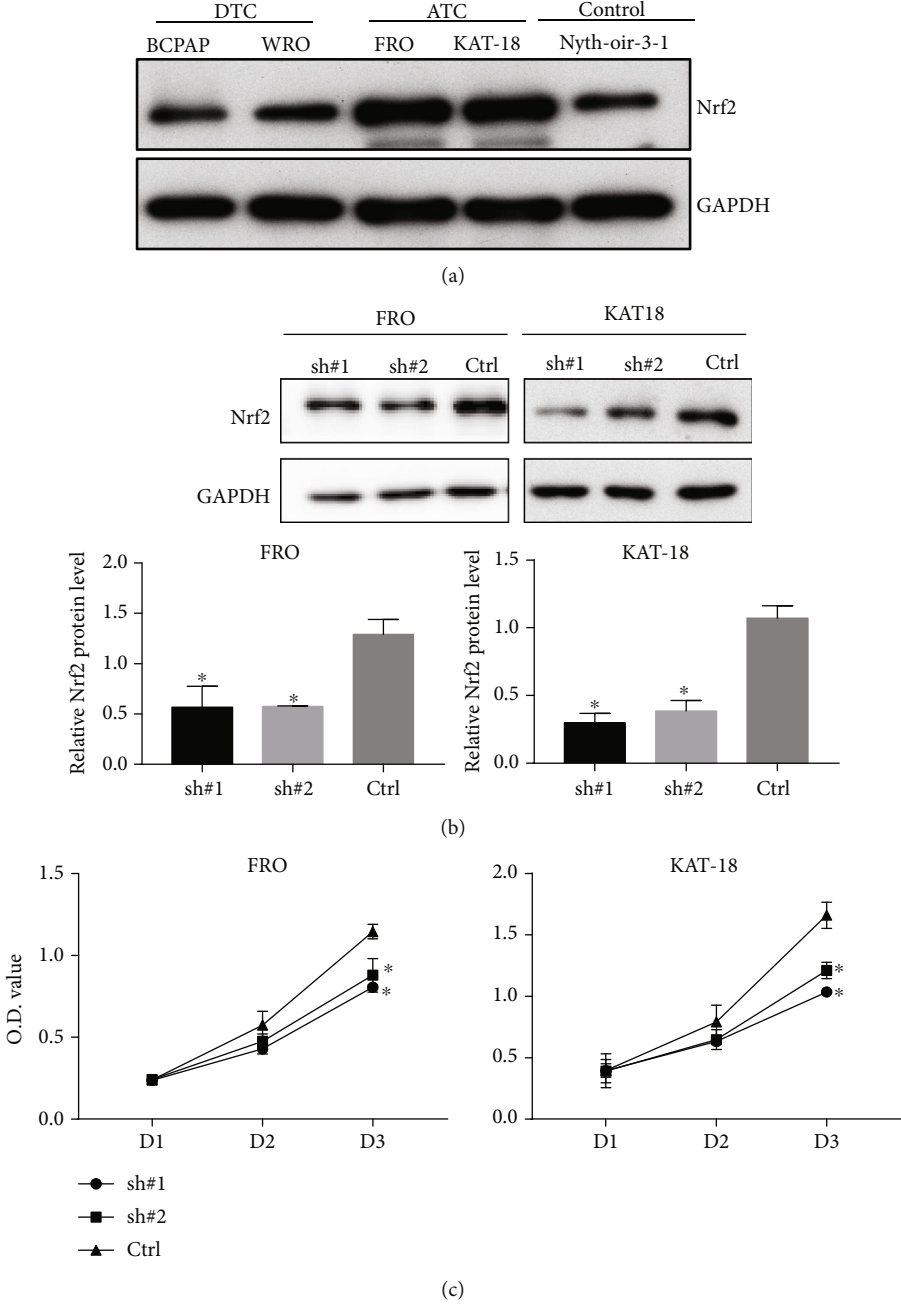 DTC ATC Control
BCPAP WRO FRO KAT-18 Nyth-oir-3-1
Nrf2
GAPDH
(a)
FRO KAT18
sh#1 sh#2 Ctrl sh#1 sh#2 Ctrl
Nrf2
GAPDH
FRO
Relative Nrf2 protein level
2.0
1.5
1.0
0.5
0.0
* *
sh#1 sh#2 Ctrl
KAT-18
Relative Nrf2 protein level
1.5
1.0
0.5
0.0
* *
sh#1 sh#2 Ctrl
(b)
FRO
O.D. value
1.5
1.0
0.5
0.0
*
*
D1 D2 D3
KAT-18
2.0
1.5
1.0
0.5
0.0
*
*
D1 D2 D3
sh#1
sh#2
Ctrl
(c)